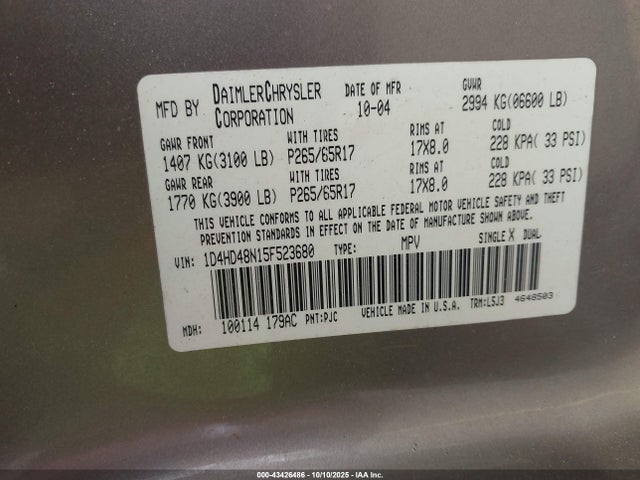 MFD BY DAIMLERCHRYSLER CORPORATION DATE OF MFR 10-04 GVWR 2994 KG(06600 LB)
GAWR FRONT WITH TIRES RIMS AT COLD
1407 KG(3100 LB) P265/65R17 17X8.0 228 KPA( 33 PSI)
GAWR REAR WITH TIRES RIMS AT COLD
1770 KG(3900 LB) P265/65R17 17X8.0 228 KPA( 33 PSI)
THIS VEHICLE CONFORMS TO ALL APPLICABLE FEDERAL MOTOR VEHICLE SAFETY AND THEFT
PREVENTION STANDARDS IN EFFECT ON THE DATE OF MANUFACTURE SHOWN ABOVE.
VIN: 1D4HD48N15F523680 TYPE: MPV SINGLE X DUAL
MDH: 100114 179AC PNT:PJC VEHICLE MADE IN U.S.A. TRM:L5J3 4648503
000-43426486 - 10/10/2025 - IAA Inc.